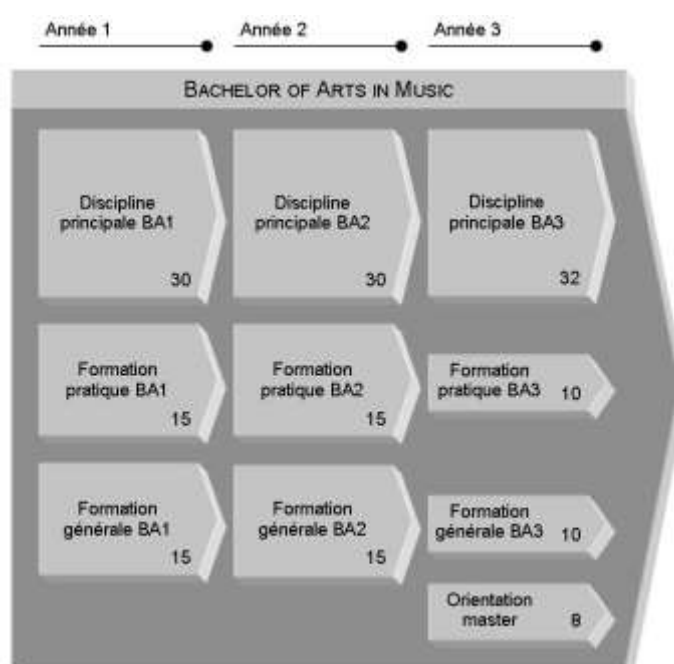 Année 1
Année 2
Année 3
BACHELOR OF ARTS IN MUSIC
Discipline
principale BA1
30
Discipline
principale BA2
30
Discipline
principale BA3
32
Formation
pratique BA1
15
Formation
pratique BA2
15
Formation
pratique BA3
10
Formation
générale BA1
15
Formation
générale BA2
15
Formation
générale BA3
10
Orientation
master
8